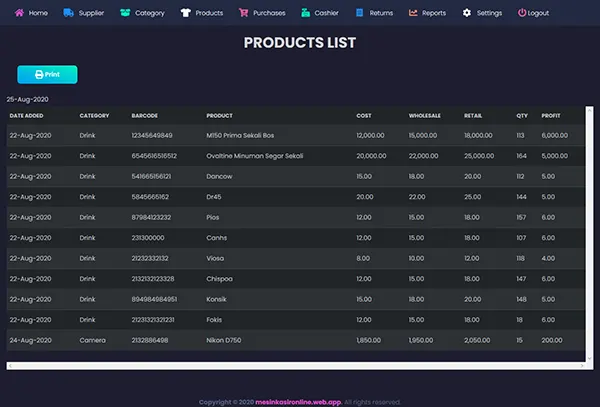 Home Supplier Category Products Purchases Cashier Returns Reports Settings Logout
PRODUCTS LIST
Print
25-Aug-2020
DATE ADDED CATEGORY BARCODE PRODUCT COST WHOLESALE RETAIL QTY PROFIT
22-Aug-2020 Drink 12345649849 M150 Prima Sekali Bos 12,000.00 15,000.00 18,000.00 113 6,000.00
22-Aug-2020 Drink 6545616516512 Ovaltine Minuman Segar Sekali 20,000.00 22,000.00 25,000.00 164 5,000.00
22-Aug-2020 Drink 541665156121 Dancow 15.00 18.00 20.00 112 5.00
22-Aug-2020 Drink 5845665162 Dr45 20.00 22.00 25.00 144 5.00
22-Aug-2020 Drink 87984123232 Pios 12.00 15.00 18.00 157 6.00
22-Aug-2020 Drink 231300000 Canhs 12.00 15.00 18.00 107 6.00
22-Aug-2020 Drink 21232332132 Viosa 8.00 10.00 12.00 118 4.00
22-Aug-2020 Drink 2132132123328 Chispoa 12.00 15.00 18.00 147 6.00
22-Aug-2020 Drink 894984984951 Konsik 15.00 18.00 20.00 148 5.00
22-Aug-2020 Drink 21231321321231 Fokis 12.00 15.00 18.00 18 6.00
24-Aug-2020 Camera 2132886498 Nikon D750 1,850.00 1,950.00 2,050.00 15 200.00
Copyright © 2020 mesinkasironline.web.app. All rights reserved.